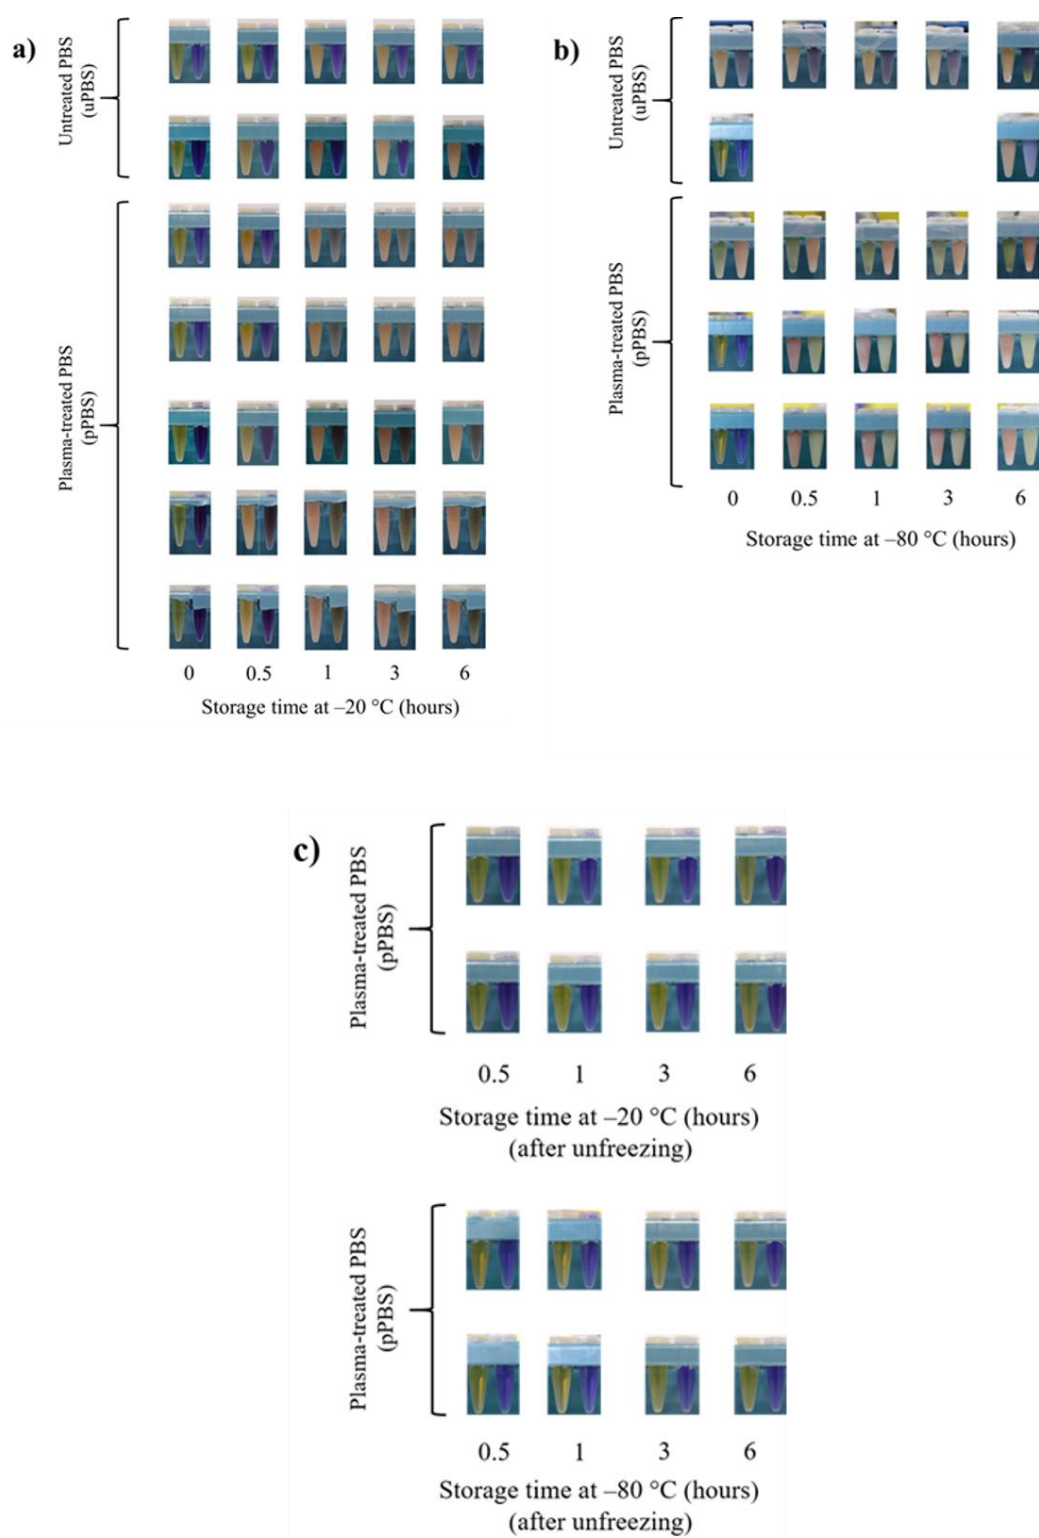 a)
Untreated PBS
(uPBS)
Plasma-treated PBS
(pPBS)
0 0.5 1 3 6
Storage time at –20 °C (hours)
b)
Untreated PBS
(uPBS)
Plasma-treated PBS
(pPBS)
0 0.5 1 3 6
Storage time at –80 °C (hours)
c)
Plasma-treated PBS
(pPBS)
0.5 1 3 6
Storage time at –20 °C (hours)
(after unfreezing)
Plasma-treated PBS
(pPBS)
0.5 1 3 6
Storage time at –80 °C (hours)
(after unfreezing)